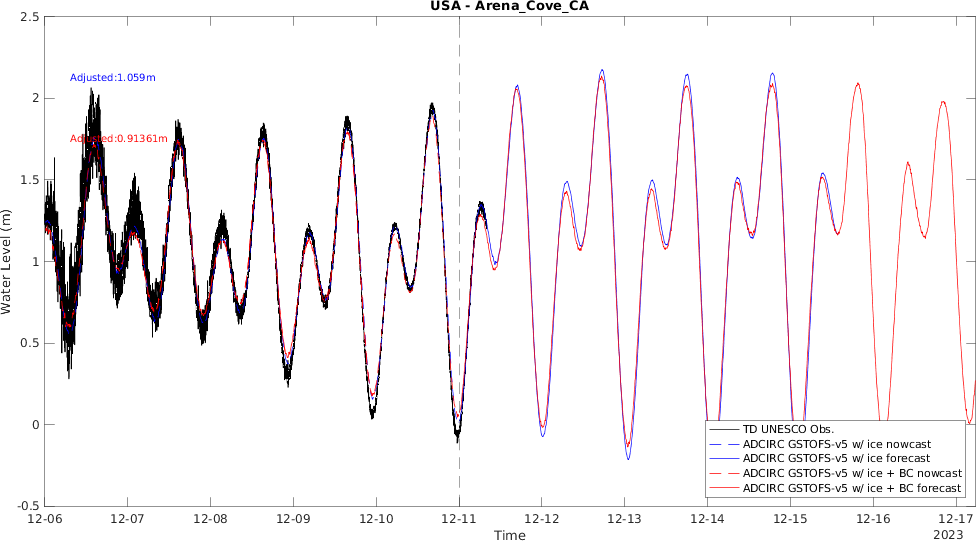 USA - Arena_Cove_CA
2.5
2
1.5
1
0.5
0
-0.5
Water Level (m)
Adjusted:1.059m
Adjusted:0.91361m
TD UNESCO Obs.
ADCIRC GSTOFS-v5 w/ ice nowcast
ADCIRC GSTOFS-v5 w/ ice forecast
ADCIRC GSTOFS-v5 w/ ice + BC nowcast
ADCIRC GSTOFS-v5 w/ ice + BC forecast
12-06 12-07 12-08 12-09 12-10 12-11 12-12 12-13 12-14 12-15 12-16 12-17
Time
2023